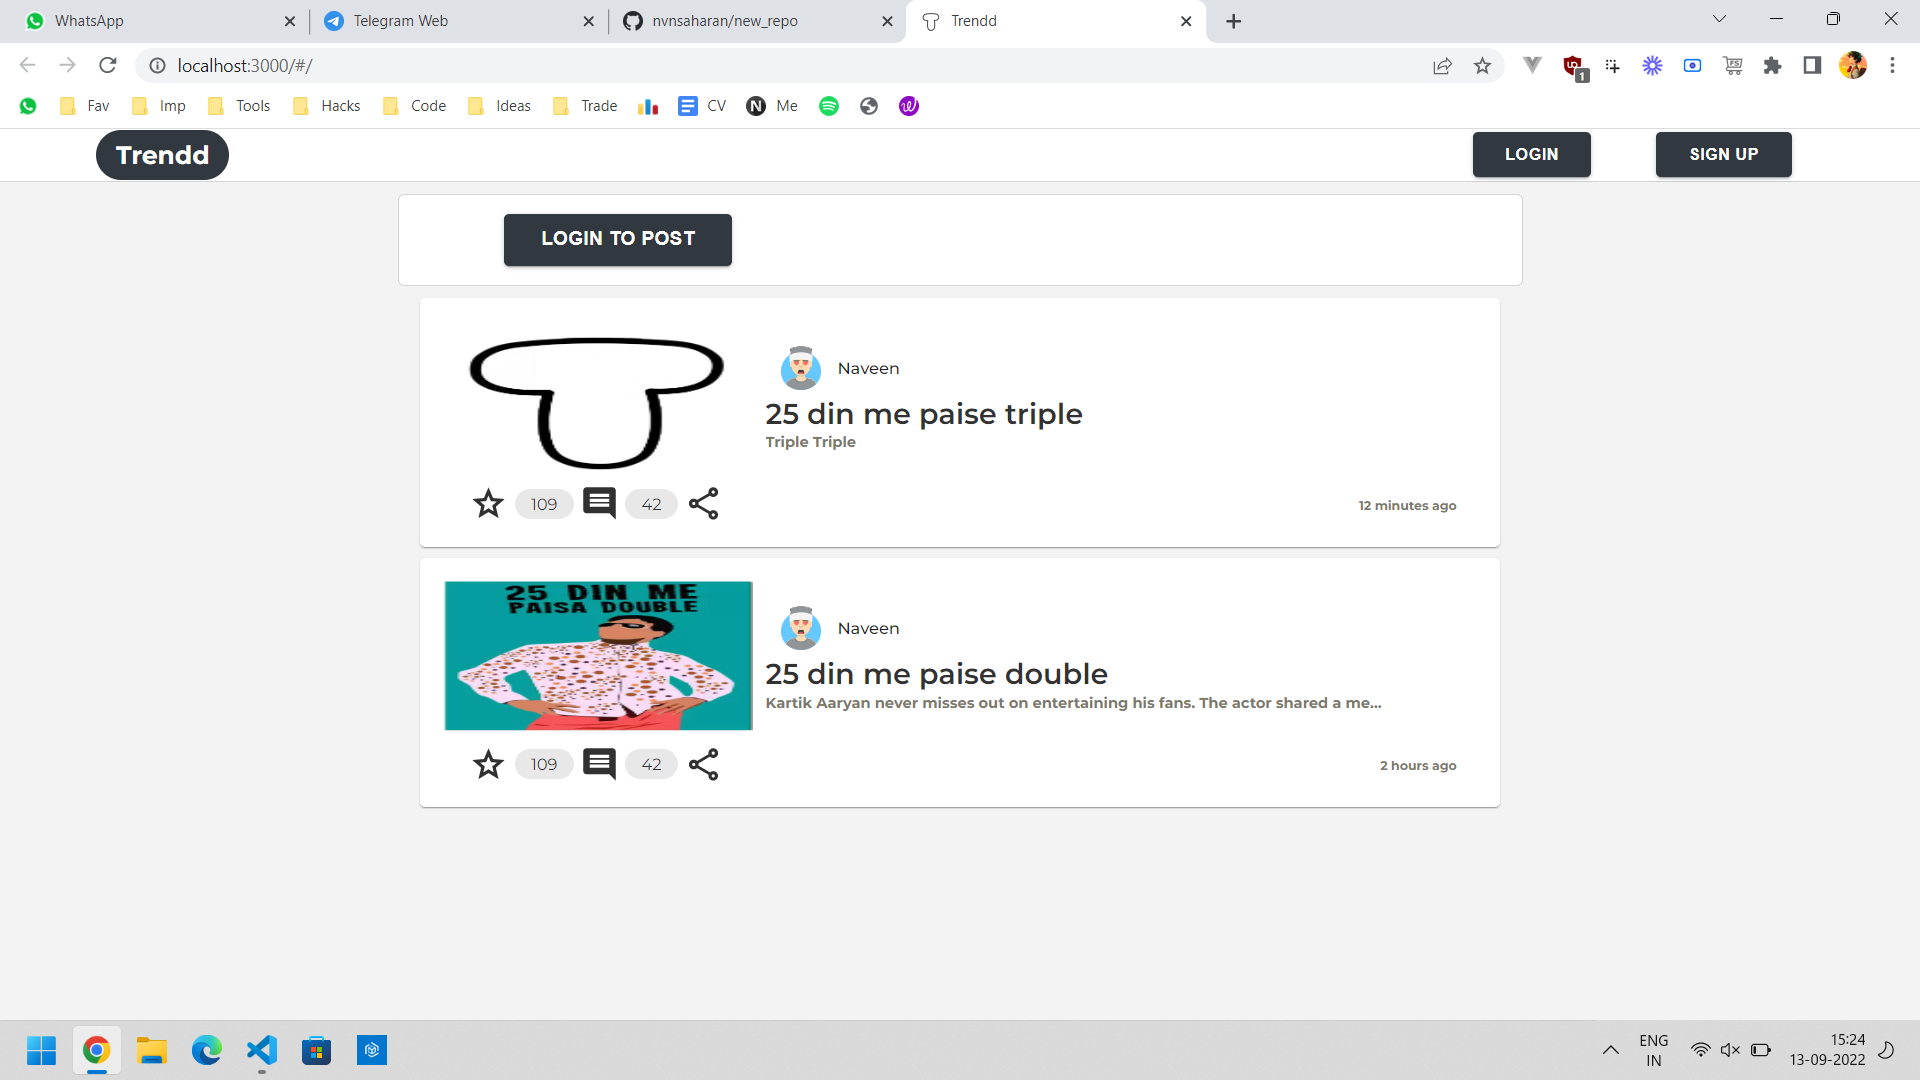 WhatsApp
Telegram Web
nvnsaharan/new_repo
Trendd
localhost:3000/#/
1
Fav
Imp
Tools
Hacks
Code
Ideas
Trade
CV
N
Me
Trendd
LOGIN
SIGN UP
LOGIN TO POST
Naveen
25 din me paise triple
Triple Triple
109
42
12 minutes ago
25 DIN ME
PAISA DOUBLE
Naveen
25 din me paise double
Kartik Aaryan never misses out on entertaining his fans. The actor shared a me...
109
42
2 hours ago
ENG
IN
15:24
13-09-2022